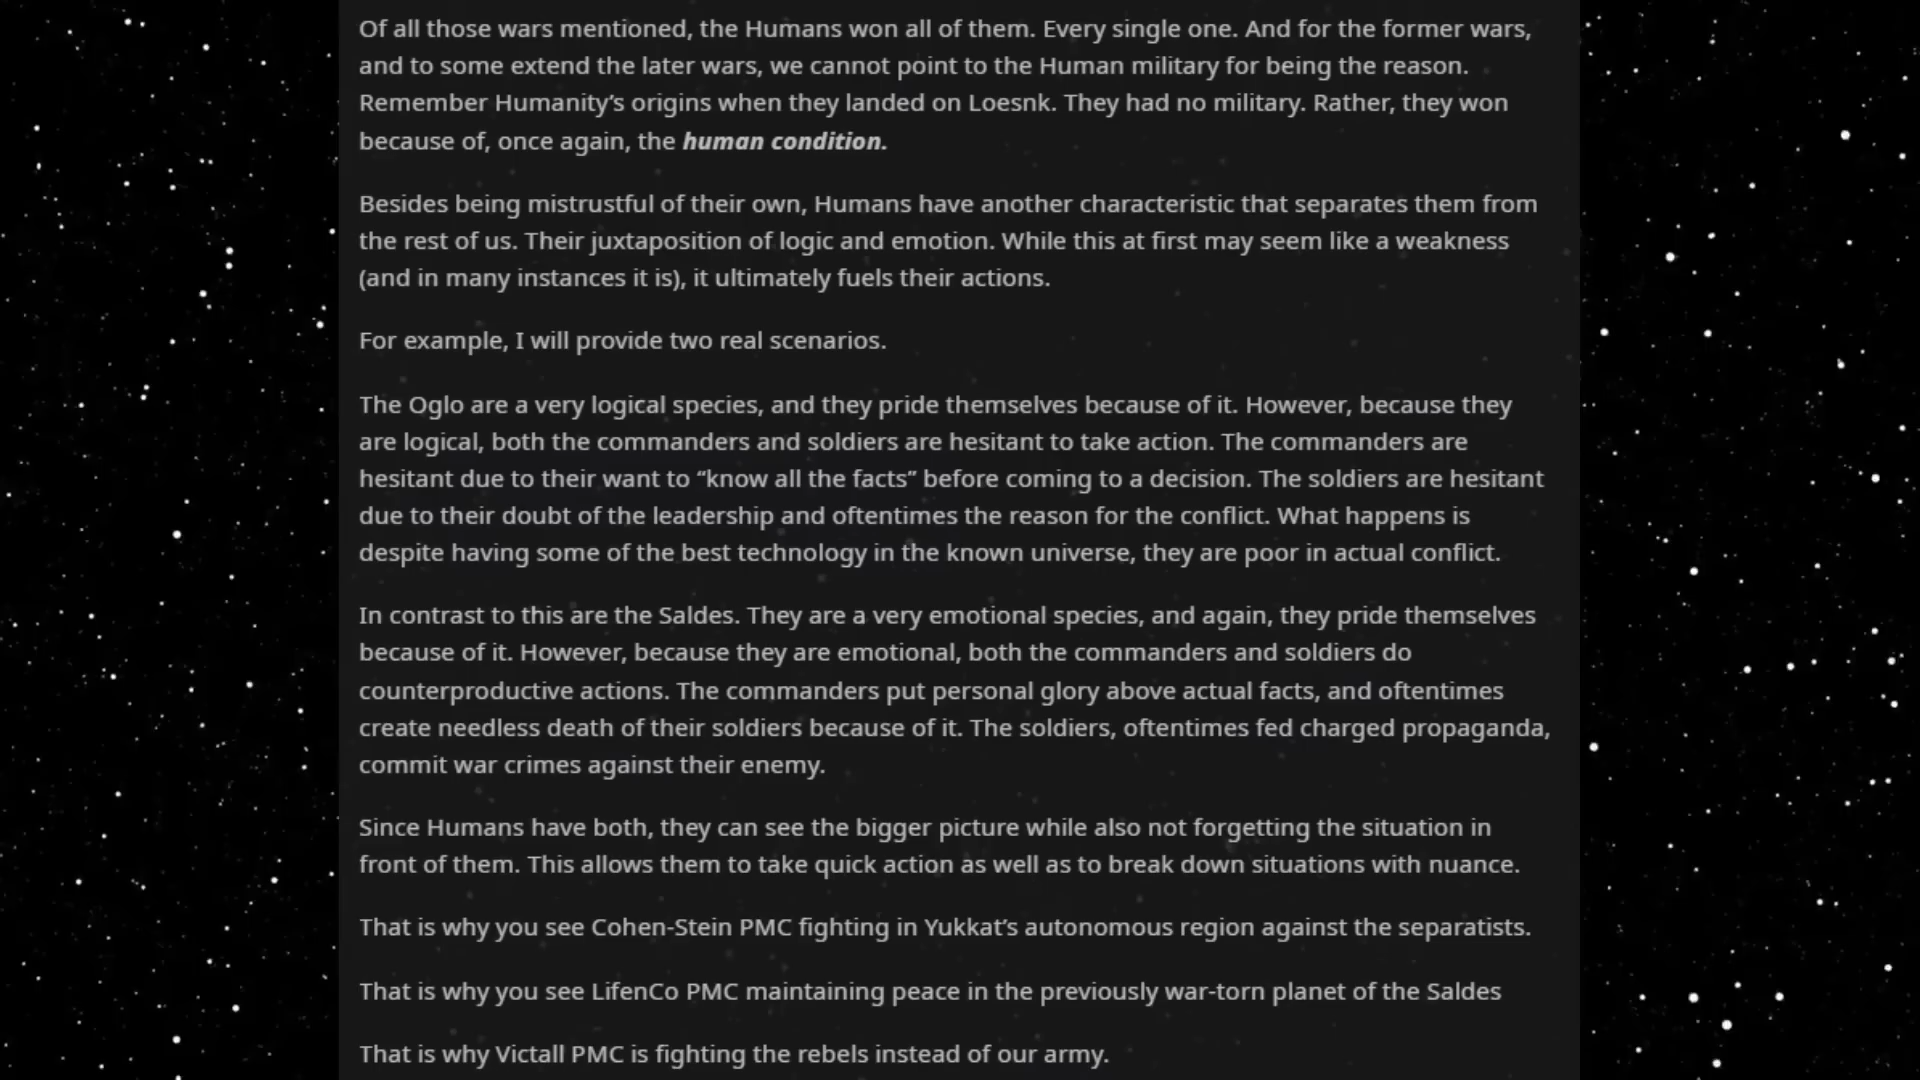 Of all those wars mentioned, the Humans won all of them. Every single one. And for the former wars,
and to some extend the later wars, we cannot point to the Human military for being the reason.
Remember Humanity’s origins when they landed on Loesnk. They had no military. Rather, they won
because of, once again, the human condition.
Besides being mistrustful of their own, Humans have another characteristic that separates them from
the rest of us. Their juxtaposition of logic and emotion. While this at first may seem like a weakness
(and in many instances it is), it ultimately fuels their actions.
For example, I will provide two real scenarios.
The Oglo are a very logical species, and they pride themselves because of it. However, because they
are logical, both the commanders and soldiers are hesitant to take action. The commanders are
hesitant due to their want to “know all the facts” before coming to a decision. The soldiers are hesitant
due to their doubt of the leadership and oftentimes the reason for the conflict. What happens is
despite having some of the best technology in the known universe, they are poor in actual conflict.
In contrast to this are the Saldes. They are a very emotional species, and again, they pride themselves
because of it. However, because they are emotional, both the commanders and soldiers do
counterproductive actions. The commanders put personal glory above actual facts, and oftentimes
create needless death of their soldiers because of it. The soldiers, oftentimes fed charged propaganda,
commit war crimes against their enemy.
Since Humans have both, they can see the bigger picture while also not forgetting the situation in
front of them. This allows them to take quick action as well as to break down situations with nuance.
That is why you see Cohen-Stein PMC fighting in Yukkat’s autonomous region against the separatists.
That is why you see LifenCo PMC maintaining peace in the previously war-torn planet of the Saldes
That is why Victall PMC is fighting the rebels instead of our army.